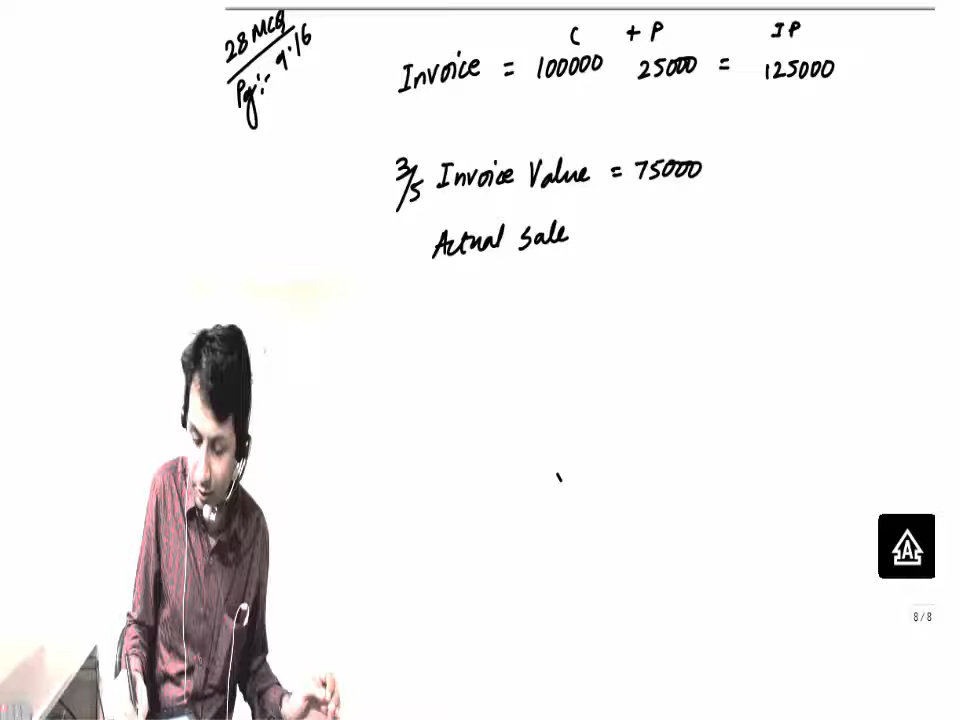 28 MCQ
Pg:- 9.16
C + P IP
Invoice = 100000 25000 = 125000
3/5 Invoice Value = 75000
Actual Sale
A
8/8